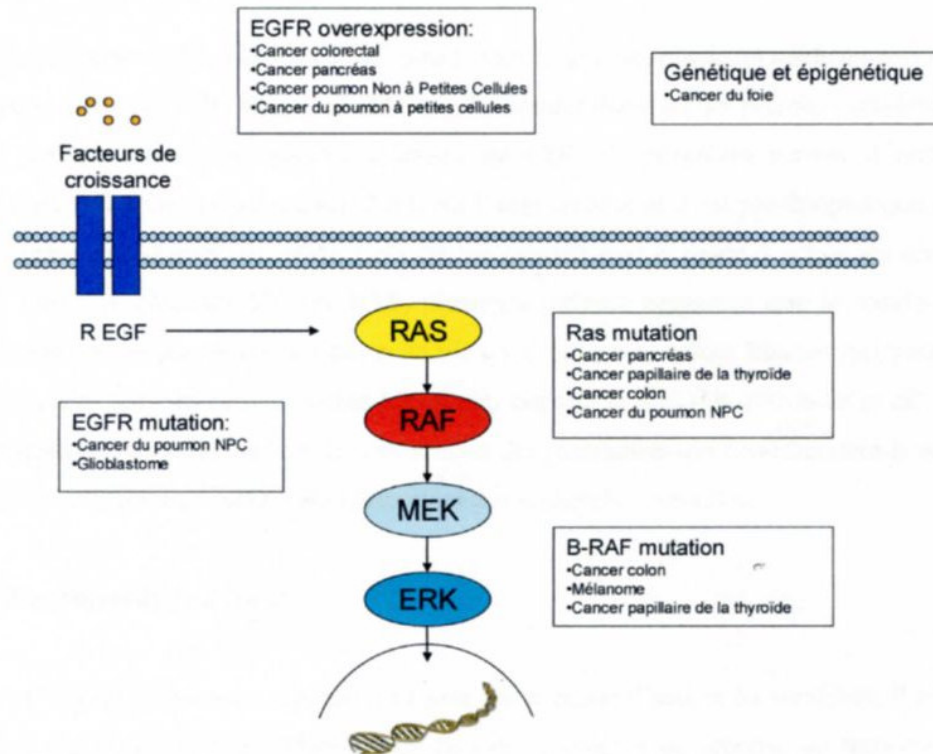 EGFR overexpression:
•Cancer colorectal
•Cancer pancréas
•Cancer poumon Non à Petites Cellules
•Cancer du poumon à petites cellules
Génétique et épigénétique
•Cancer du foie
Facteurs de
croissance
R EGF
RAS
RAF
MEK
ERK
Ras mutation
•Cancer pancréas
•Cancer papillaire de la thyroïde
•Cancer colon
•Cancer du poumon NPC
EGFR mutation:
•Cancer du poumon NPC
•Glioblastome
B-RAF mutation
•Cancer colon
•Mélanome
•Cancer papillaire de la thyroïde